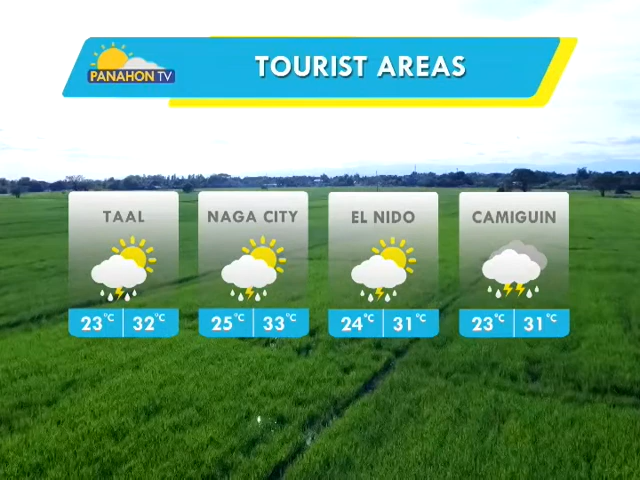 PANAHON TV
TOURIST AREAS
TAAL
23°C 32°C
NAGA CITY
25°C 33°C
EL NIDO
24°C 31°C
CAMIGUIN
23°C 31°C